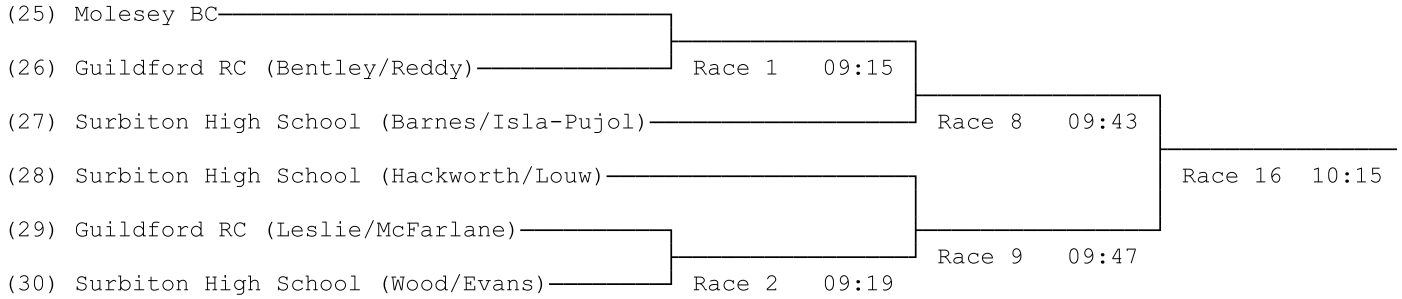 (25) Molesey BC
(26) Guildford RC (Bentley/Reddy) Race 1 09:15
(27) Surbiton High School (Barnes/Isla-Pujol) Race 8 09:43
(28) Surbiton High School (Hackworth/Louw) Race 16 10:15
(29) Guildford RC (Leslie/McFarlane)
Race 9 09:47
(30) Surbiton High School (Wood/Evans) Race 2 09:19